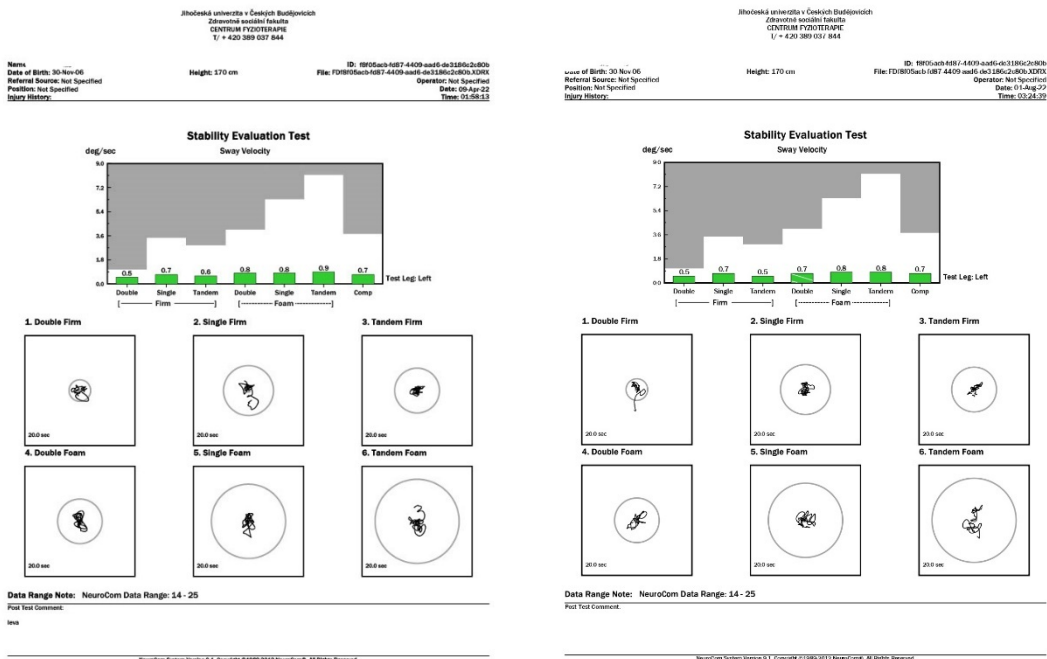 Jihočeská univerzita v Českých Budějovicích
Zdravotně sociální fakulta
CENTRUM FYZIOTERAPIE
T/ + 420 389 037 844
Name
Date of Birth: 30-Nov-06
Referral Source: Not Specified
Position: Not Specified
Injury History:
Height: 170 cm
ID: f8f05acb-fd87-4409-aad6-de3186c2c80b
File: FDf8f05acb-fd87-4409-aad6-de3186c2c80b.XDRX
Operator: Not Specified
Date: 09-Apr-22
Time: 01:58:13
Stability Evaluation Test
deg/sec Sway Velocity
9.0
7.2
5.4
3.6
1.8
0.0
0.5 0.7 0.6 0.8 0.8 0.9 0.7
Test Leg: Left
Double Single Tandem Double Single Tandem Comp
[ Firm ] [ Foam ]
1. Double Firm 2. Single Firm 3. Tandem Firm
20.0 sec 20.0 sec 20.0 sec
4. Double Foam 5. Single Foam 6. Tandem Foam
20.0 sec 20.0 sec 20.0 sec
Data Range Note: NeuroCom Data Range: 14 - 25
Post Test Comment:
leva
Jihočeská univerzita v Českých Budějovicích
Zdravotně sociální fakulta
CENTRUM FYZIOTERAPIE
T/ + 420 389 037 844
Date of Birth: 30-Nov-06
Referral Source: Not Specified
Position: Not Specified
Injury History:
Height: 170 cm
ID: f8f05acb-fd87-4409-aad6-de3186c2c80b
File: FDf8f05acb-fd87-4409-aad6-de3186c2c80b.XDRX
Operator: Not Specified
Date: 01-Aug-22
Time: 03:24:39
Stability Evaluation Test
deg/sec Sway Velocity
9.0
7.2
5.4
3.6
1.8
0.0
0.5 0.7 0.5 0.7 0.8 0.8 0.7
Test Leg: Left
Double Single Tandem Double Single Tandem Comp
[ Firm ] [ Foam ]
1. Double Firm 2. Single Firm 3. Tandem Firm
20.0 sec 20.0 sec 20.0 sec
4. Double Foam 5. Single Foam 6. Tandem Foam
20.0 sec 20.0 sec 20.0 sec
Data Range Note: NeuroCom Data Range: 14 - 25
Post Test Comment: